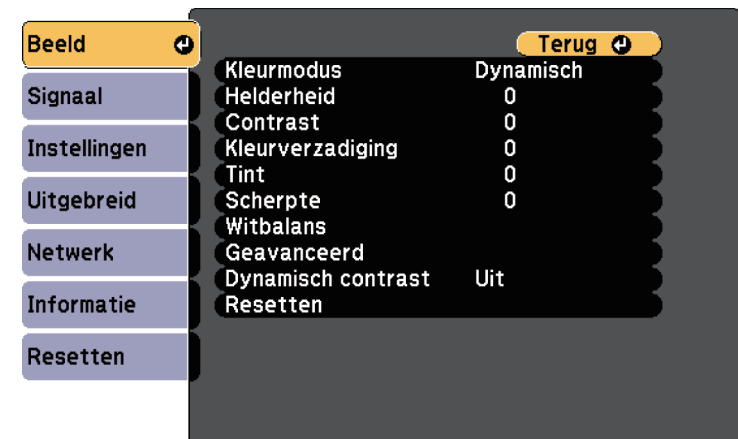 Beeld
Signaal
Instellingen
Uitgebreid
Netwerk
Informatie
Resetten
Terug
Kleurmodus Dynamisch
Helderheid 0
Contrast 0
Kleurverzadiging 0
Tint 0
Scherpte 0
Witbalans
Geavanceerd
Dynamisch contrast Uit
Resetten